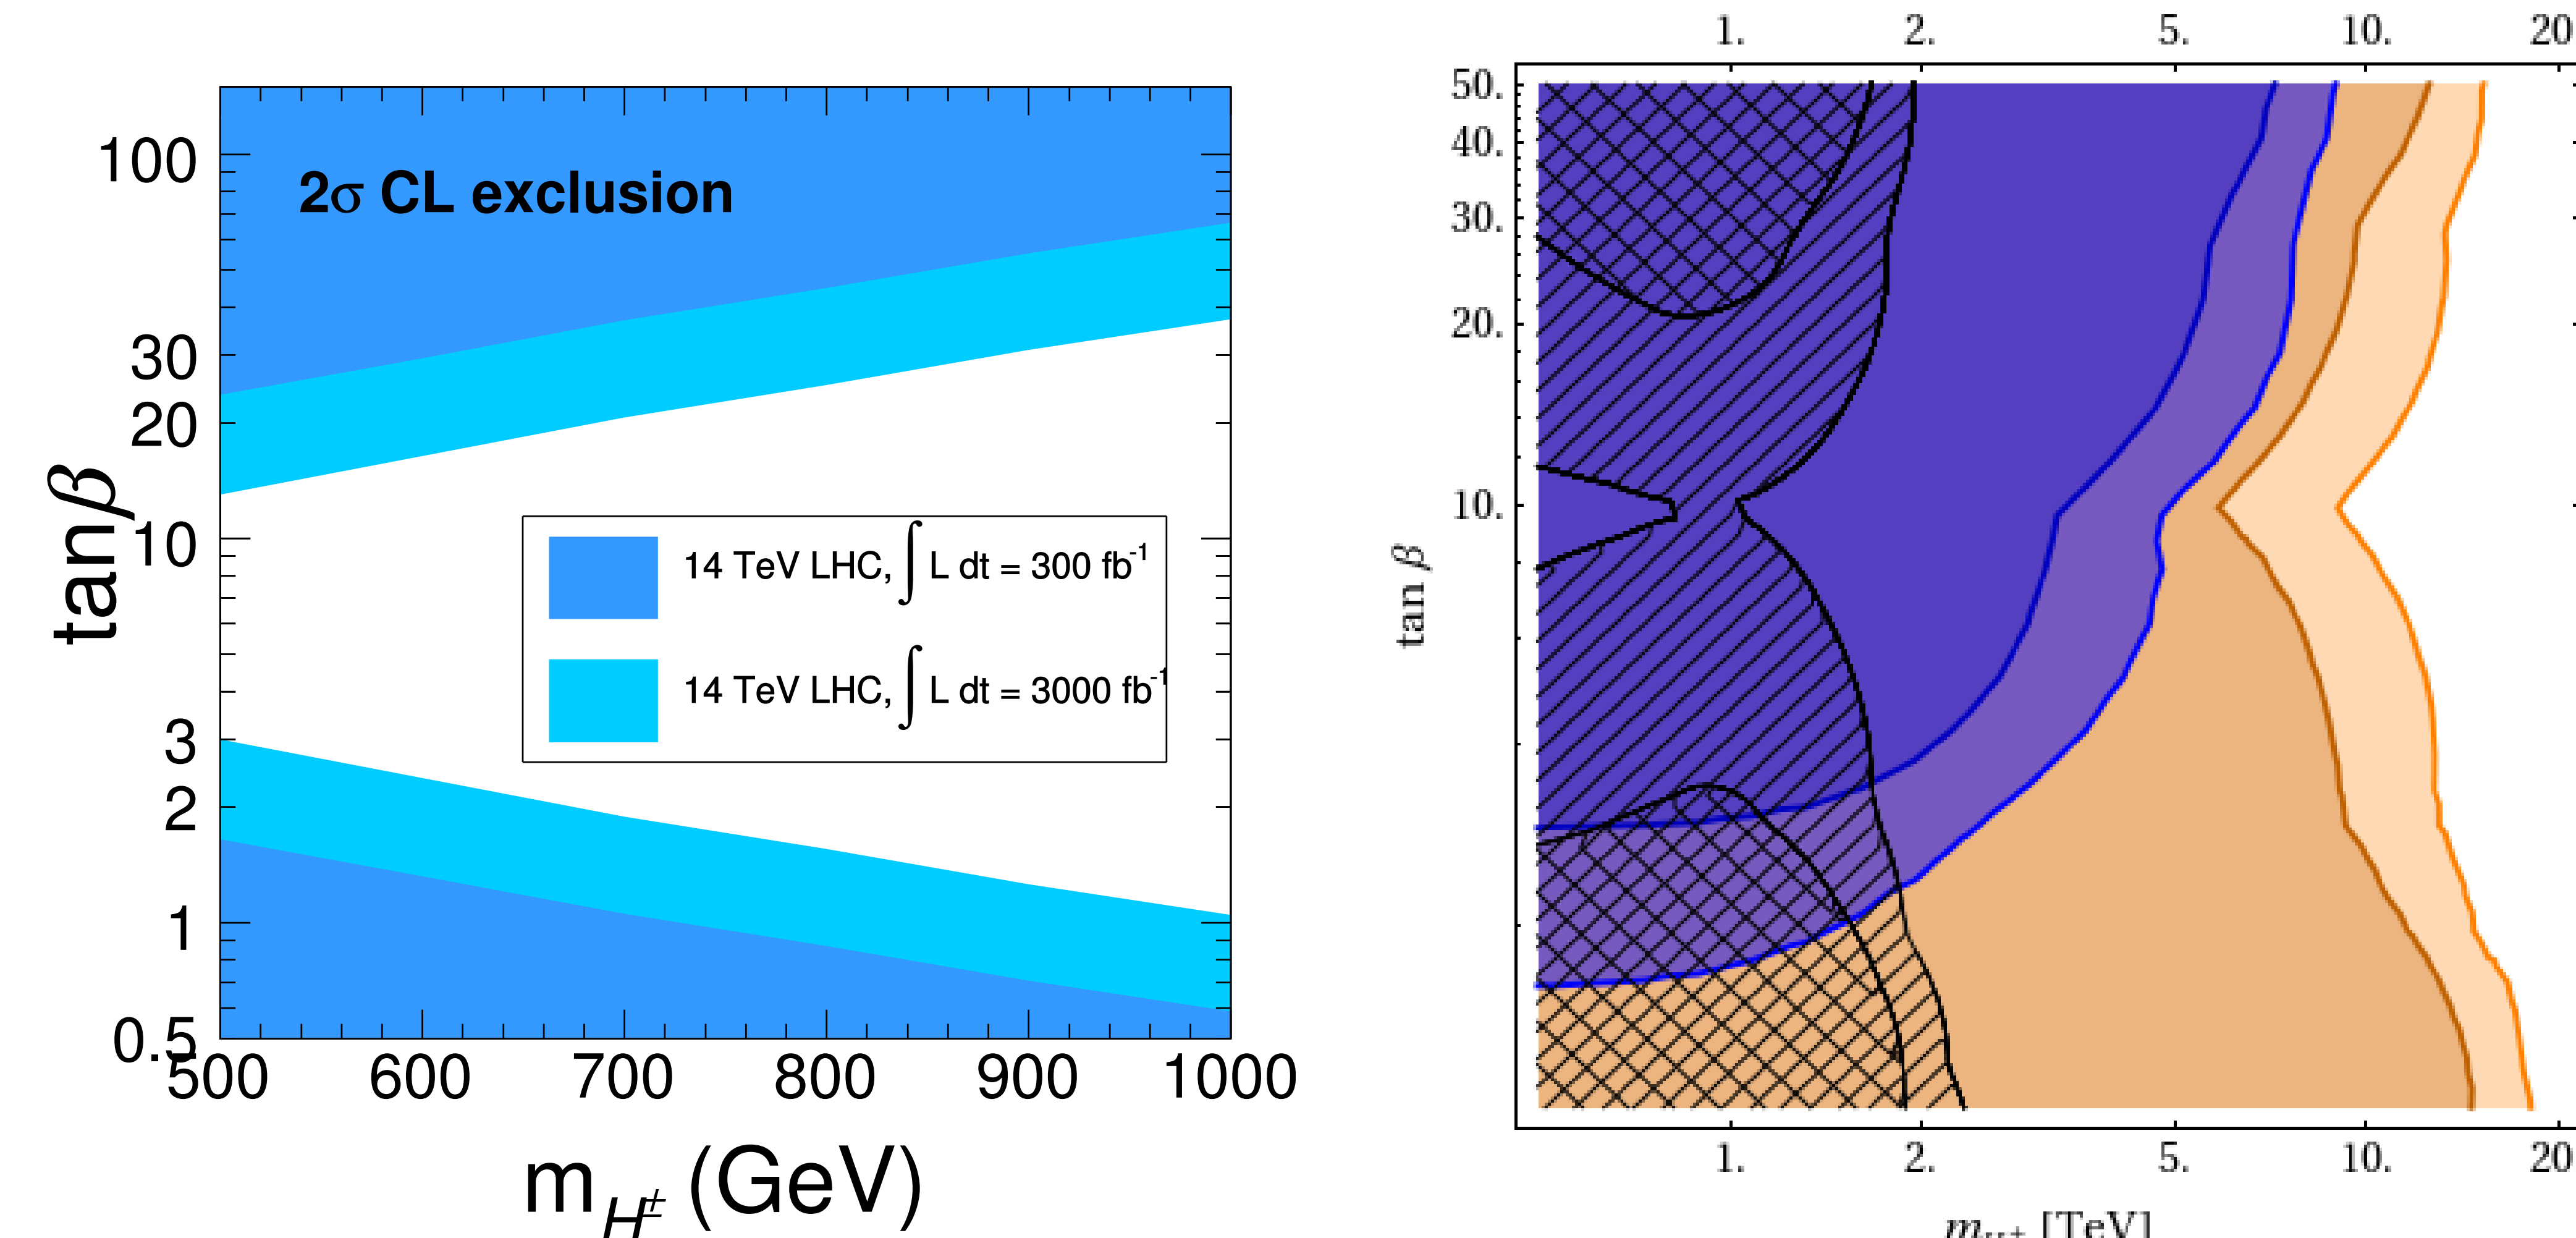 2σ CL exclusion
100
30
20
10
3
2
1
0.5
tanβ
14 TeV LHC, ∫ L dt = 300 fb-1
14 TeV LHC, ∫ L dt = 3000 fb-1
500 600 700 800 900 1000
mH± (GeV)
1. 2. 5. 10. 20
50.
40.
30.
20.
10.
tan β
1. 2. 5. 10. 20
[TeV]